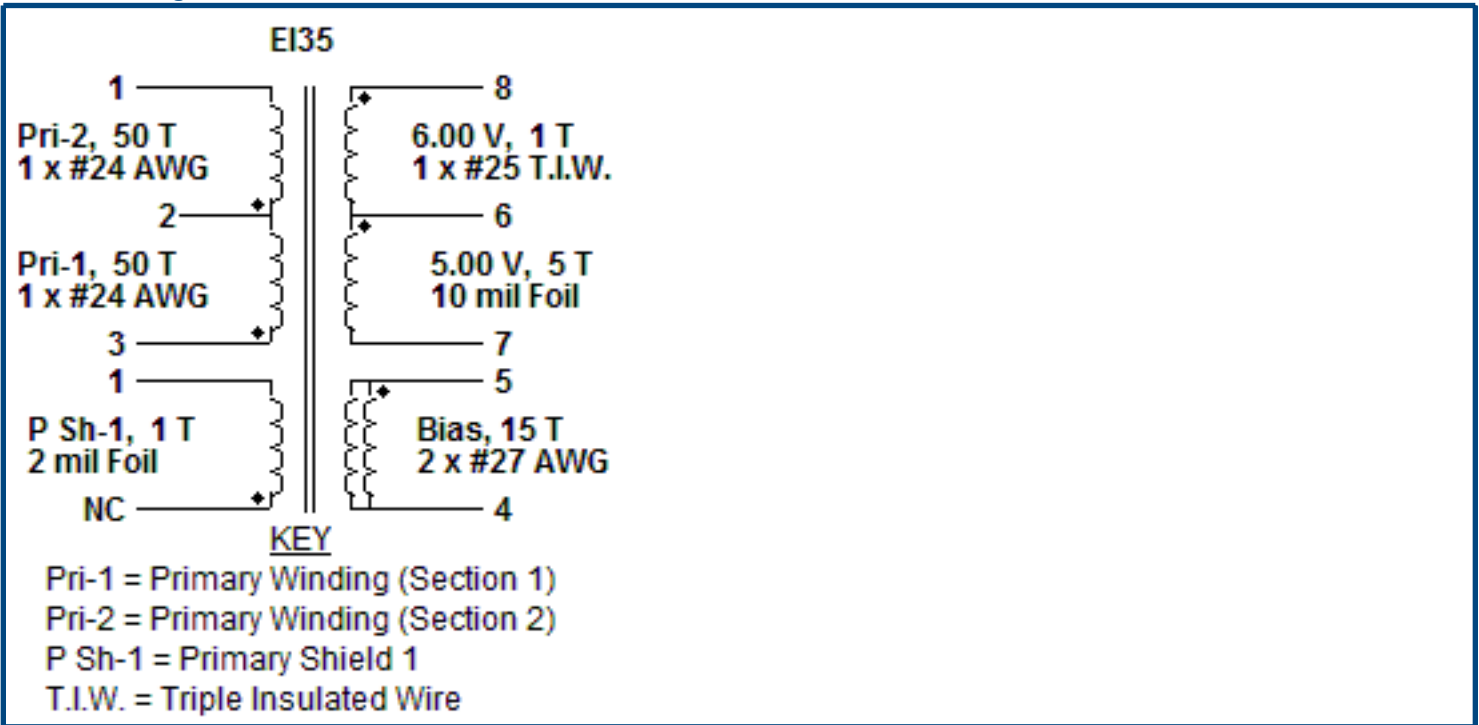 EI35
1
Pri-2, 50 T
1 x #24 AWG
2
Pri-1, 50 T
1 x #24 AWG
3
1
P Sh-1, 1 T
2 mil Foil
NC
8
6.00 V, 1 T
1 x #25 T.I.W.
6
5.00 V, 5 T
10 mil Foil
7
5
Bias, 15 T
2 x #27 AWG
4
KEY
Pri-1 = Primary Winding (Section 1)
Pri-2 = Primary Winding (Section 2)
P Sh-1 = Primary Shield 1
T.I.W. = Triple Insulated Wire